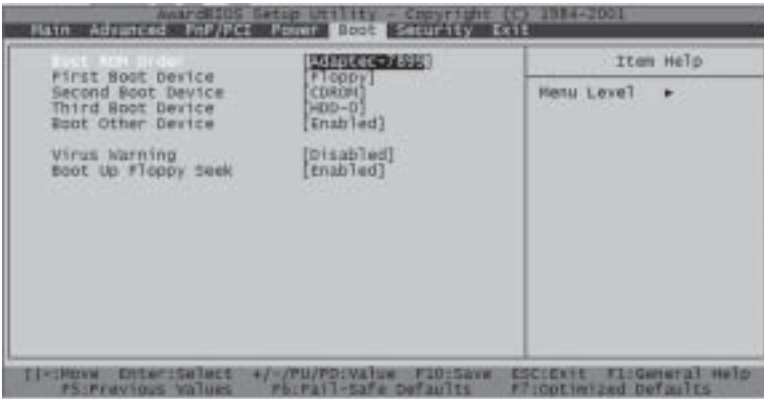 AwardBIOS Setup Utility - Copyright (C) 1984-2001
Main Advanced PnP/PCI Power Boot Security Exit
Boot ROM Order [Adaptec-7899]
First Boot Device [Floppy]
Second Boot Device [CDROM]
Third Boot Device [HDD-0]
Boot Other Device [Enabled]
Virus Warning [Disabled]
Boot Up Floppy Seek [Enabled]
Item Help
Menu Level ►
:Move Enter:Select +/-/PU/PD:Value F10:Save ESC:Exit F1:General Help
F5:Previous Values F6:Fail-Safe Defaults F7:Optimized Defaults